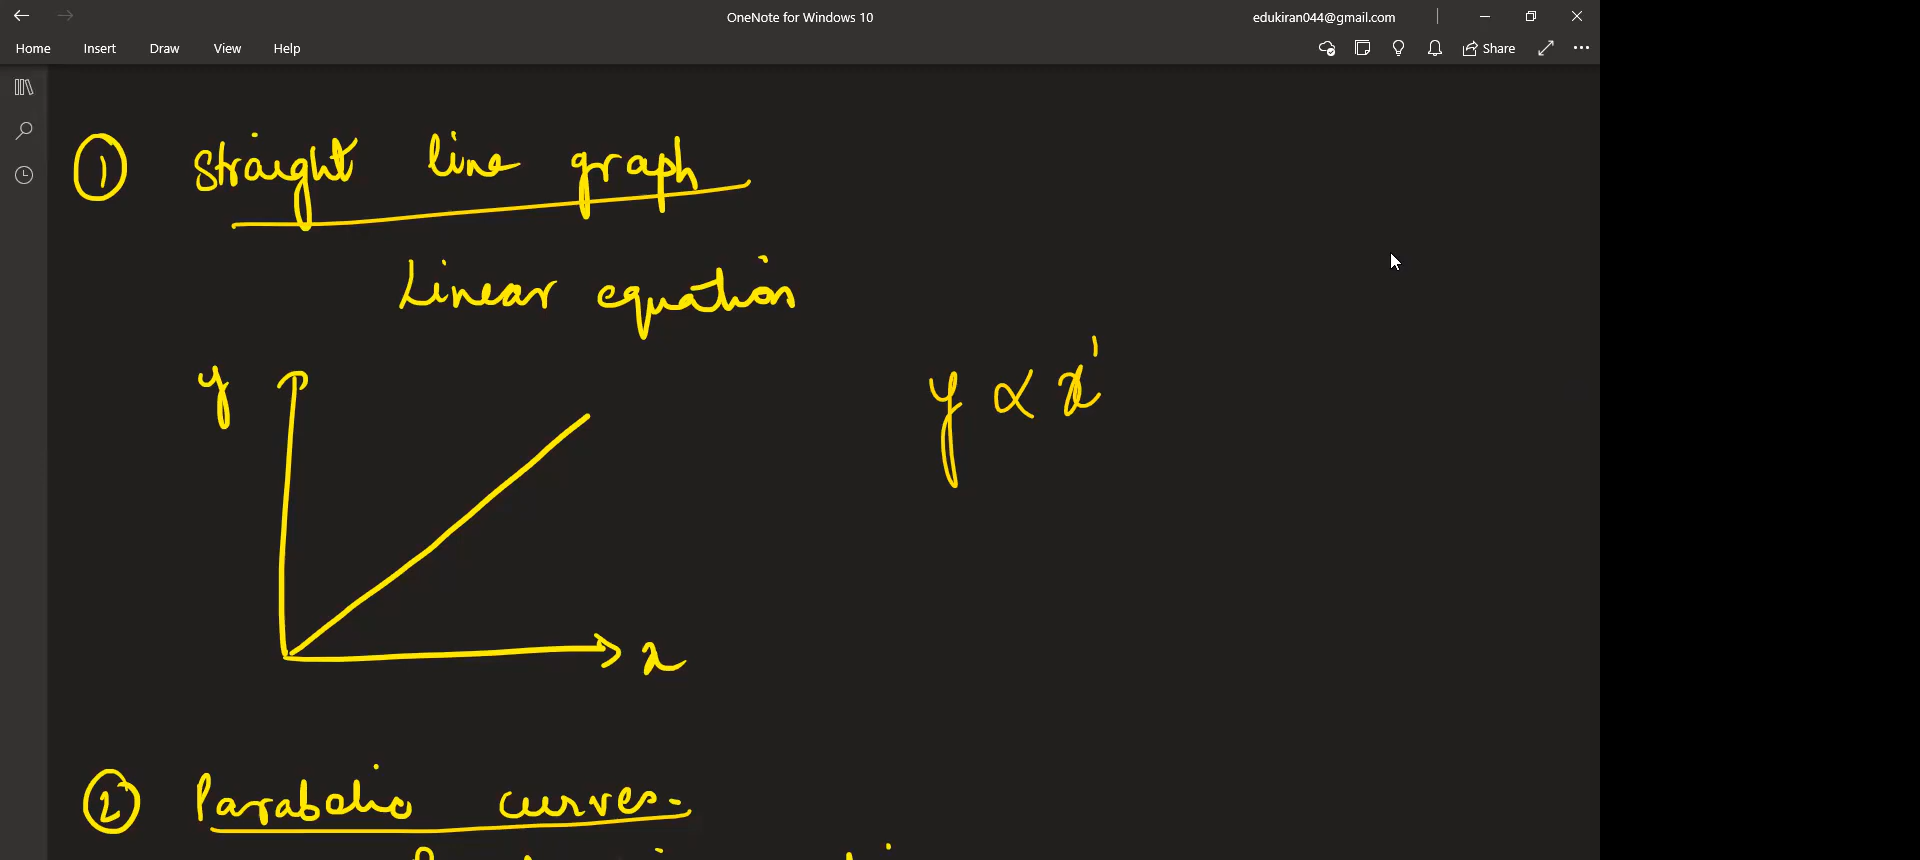 OneNote for Windows 10
edukiran044@gmail.com
Home Insert Draw View Help
Share
① Straight line graph
Linear equation
y
y ∝ x¹
x
② Parabolic curves.